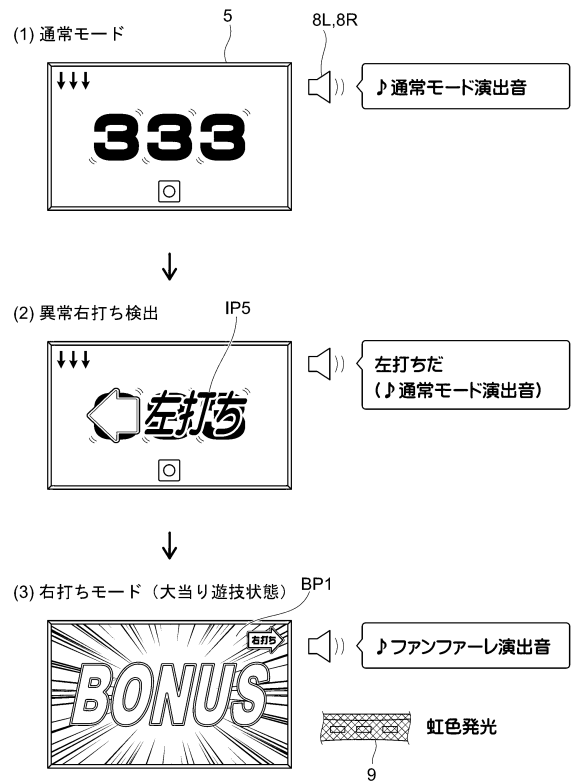 (1) 通常モード
5
8L,8R
↓↓↓
333
♪通常モード演出音
↓
(2) 異常右打ち検出
IP5
↓↓↓
左打ち
左打ちだ
(♪通常モード演出音)
↓
(3) 右打ちモード（大当り遊技状態）
BP1
右打ち
BONUS
♪ファンファーレ演出音
虹色発光
9